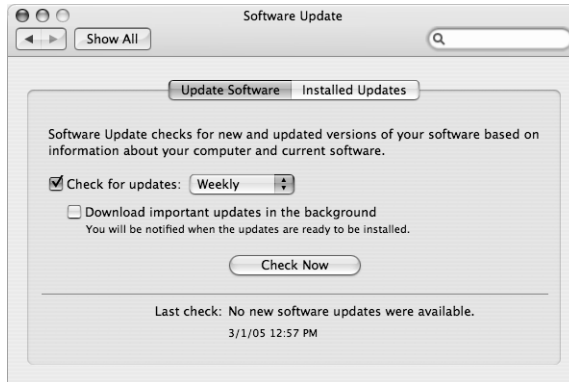 Software Update
Show All
Update Software Installed Updates
Software Update checks for new and updated versions of your software based on
information about your computer and current software.
Check for updates: Weekly
Download important updates in the background
You will be notified when the updates are ready to be installed.
Check Now
Last check: No new software updates were available.
3/1/05 12:57 PM